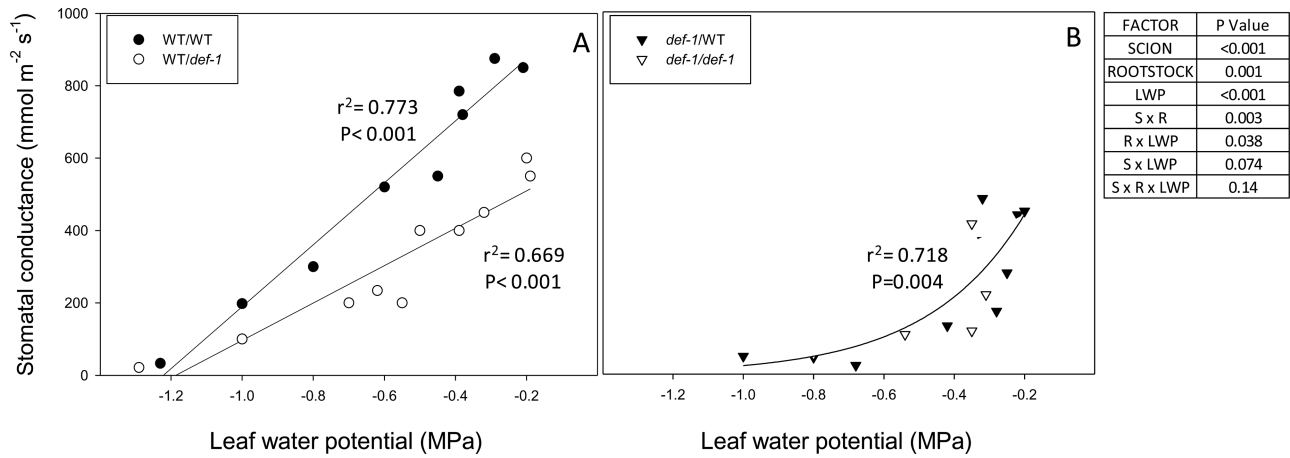 Stomatal conductance (mmol m⁻² s⁻¹)
1000
800
600
400
200
0
WT/WT
WT/def-1
A
r²= 0.773
P< 0.001
r²= 0.669
P< 0.001
-1.2 -1.0 -0.8 -0.6 -0.4 -0.2
Leaf water potential (MPa)
def-1/WT
def-1/def-1
B
r²= 0.718
P=0.004
-1.2 -1.0 -0.8 -0.6 -0.4 -0.2
Leaf water potential (MPa)
FACTOR P Value
SCION <0.001
ROOTSTOCK 0.001
LWP <0.001
S x R 0.003
R x LWP 0.038
S x LWP 0.074
S x R x LWP 0.14